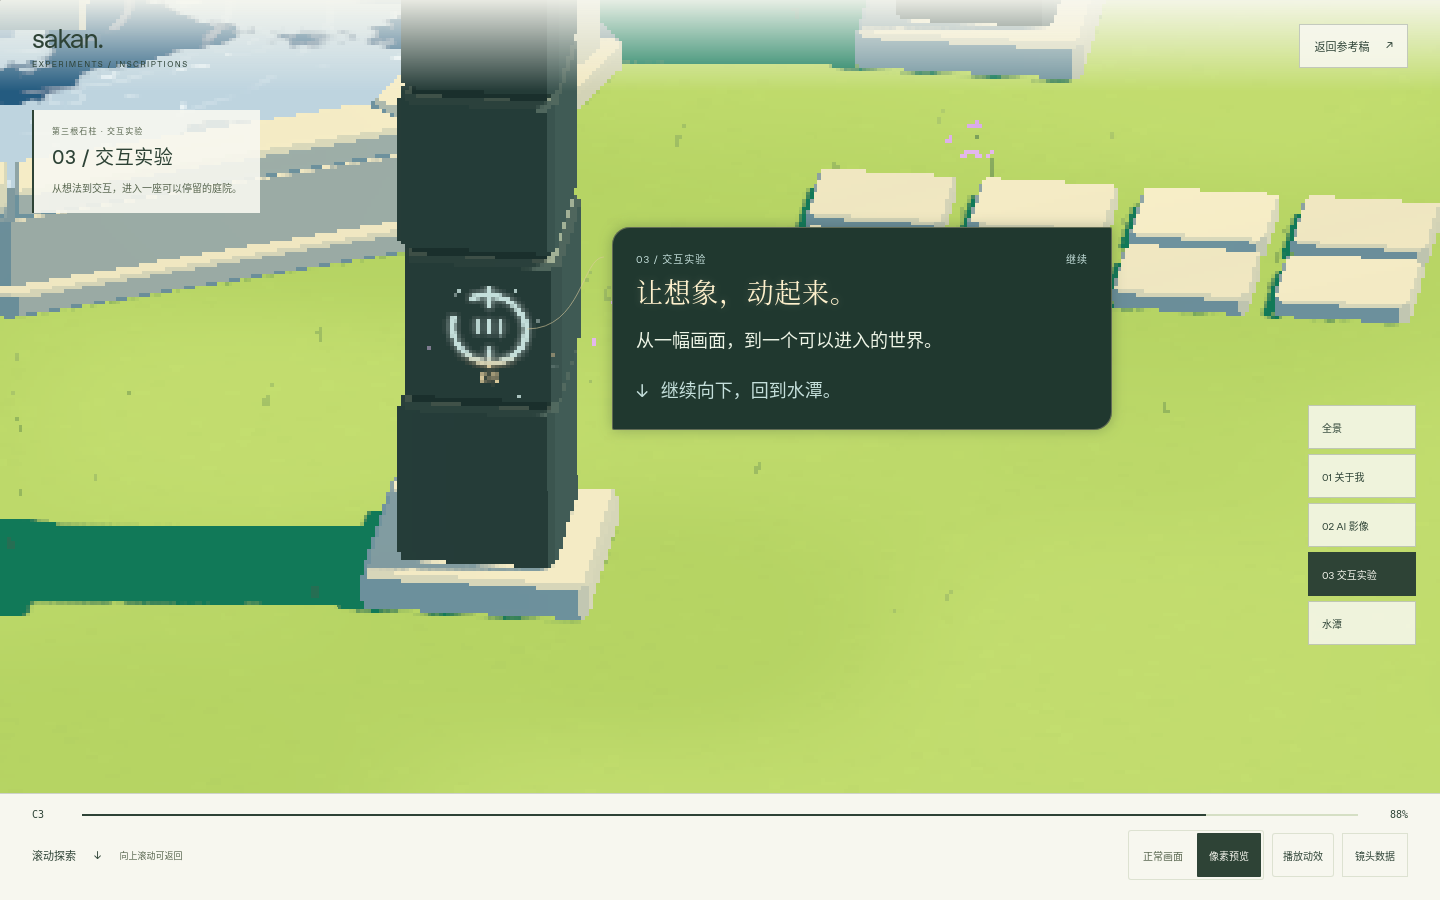 sakan.
EXPERIMENTS / INSCRIPTIONS
返回参考稿 ↗
第三根石柱 · 交互实验
03 / 交互实验
从想法到交互，进入一座可以停留的庭院。
03 / 交互实验
继续
让想象，动起来。
从一幅画面，到一个可以进入的世界。
↓ 继续向下，回到水潭。
全景
01 关于我
02 AI 影像
03 交互实验
水潭
C3
88%
滚动探索 ↓ 向上滚动可返回
正常画面
像素预览
播放动效
镜头数据